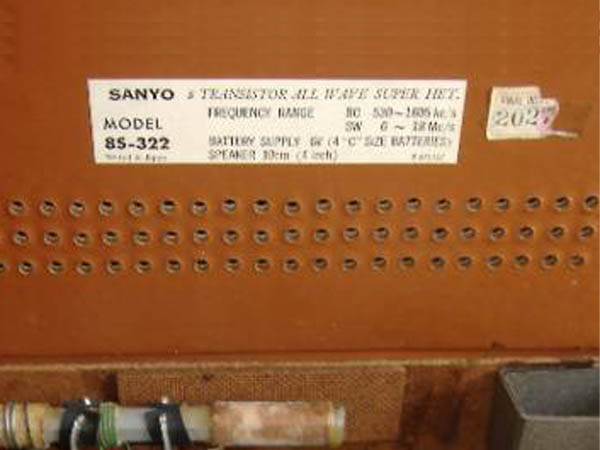 SANYO 8 TRANSISTOR ALL WAVE SUPER HET.
MODEL
8S-322
FREQUENCY RANGE BC 530~1605 kc/s
SW 6 ~ 18 Mc/s
BATTERY SUPPLY 6V (4 "C" SIZE BATTERIES)
SPEAKER 10cm (4 inch)
2027